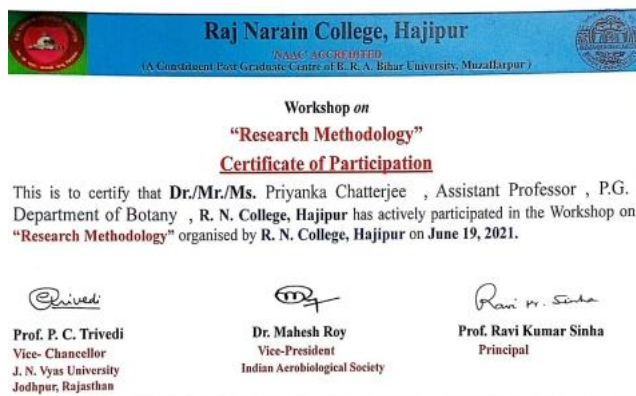 Raj Narain College, Hajipur
'NAAC' ACCREDITED
(A Constituent Post Graduate Centre of B. R. A. Bihar University, Muzaffarpur )
Workshop on
“Research Methodology”
Certificate of Participation
This is to certify that Dr./Mr./Ms. Priyanka Chatterjee , Assistant Professor , P.G.
Department of Botany , R. N. College, Hajipur has actively participated in the Workshop on
“Research Methodology” organised by R. N. College, Hajipur on June 19, 2021.
Trivedi
Ravi Kr. Sinha
Prof. P. C. Trivedi
Dr. Mahesh Roy
Prof. Ravi Kumar Sinha
Vice- Chancellor
Vice-President
Principal
J. N. Vyas University
Indian Aerobiological Society
Jodhpur, Rajasthan